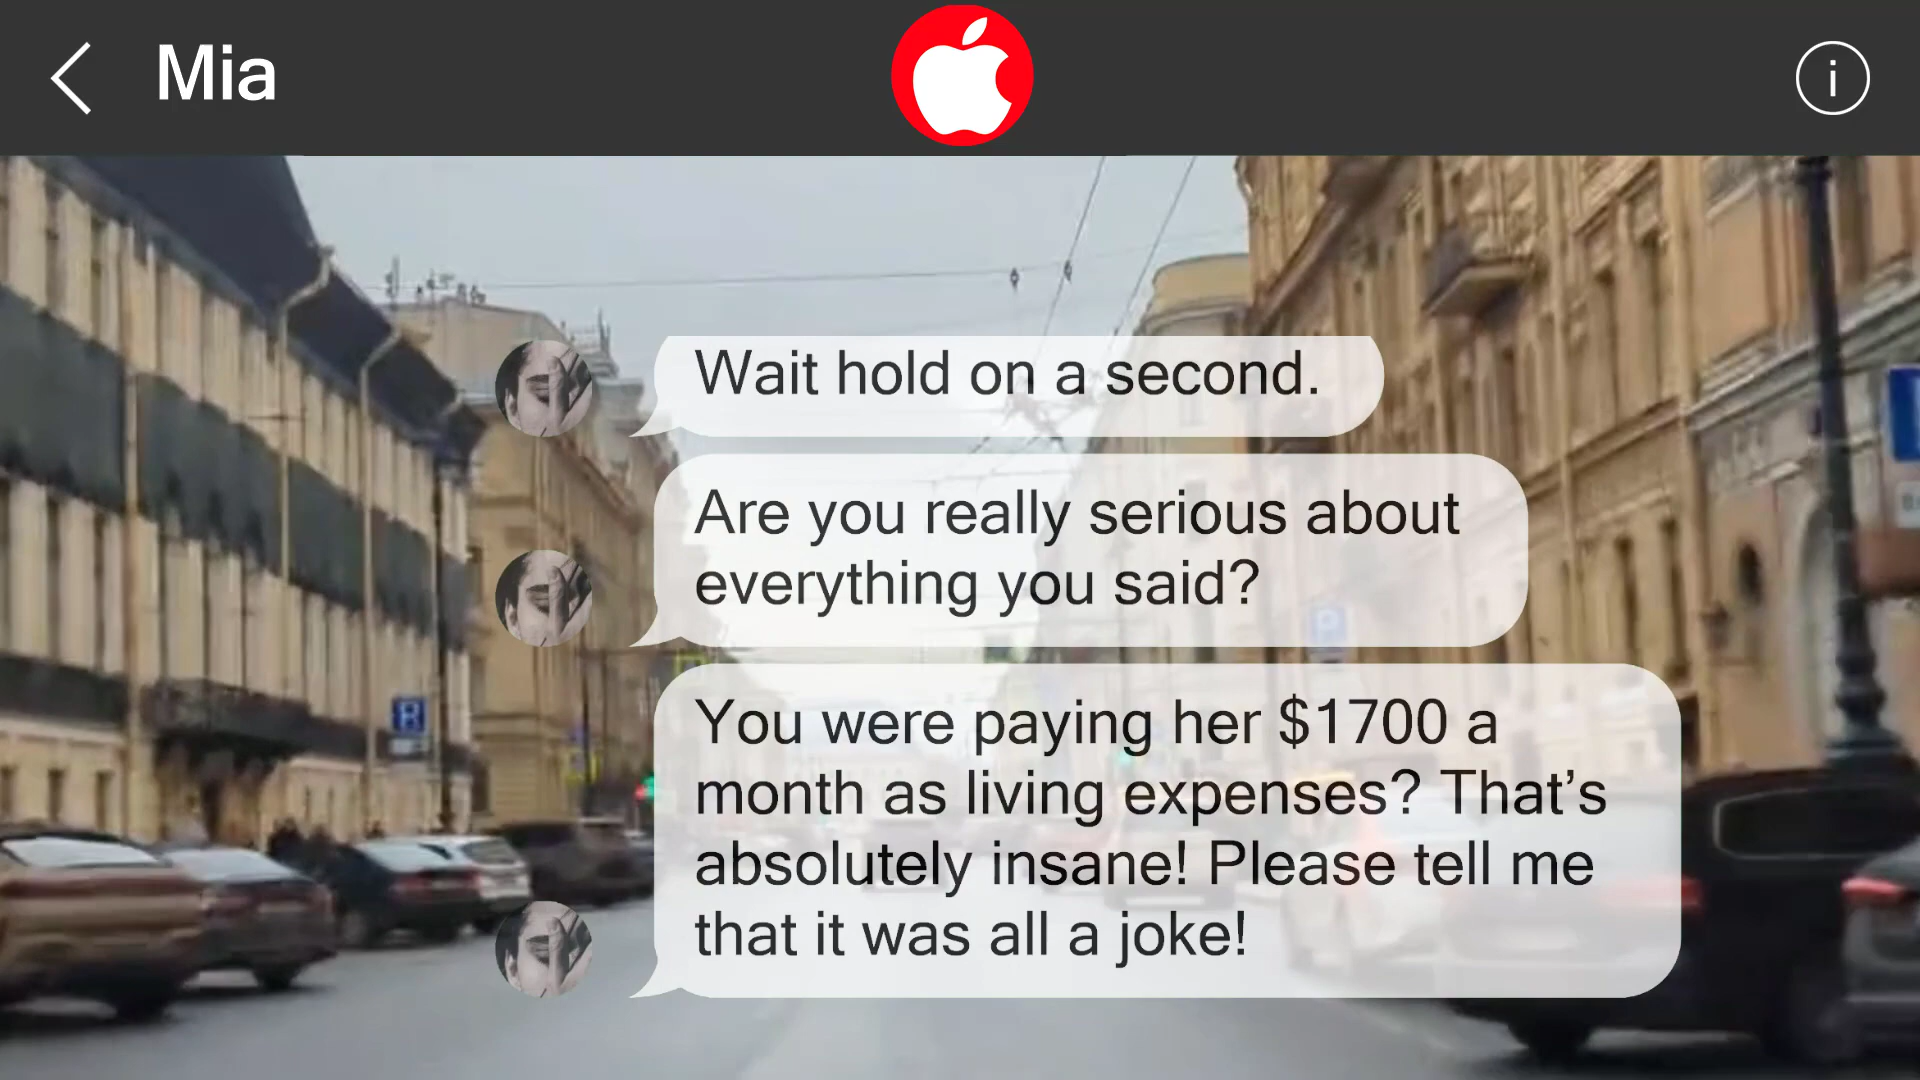 Mia
i
Wait hold on a second.
Are you really serious about
everything you said?
You were paying her $1700 a
month as living expenses? That’s
absolutely insane! Please tell me
that it was all a joke!